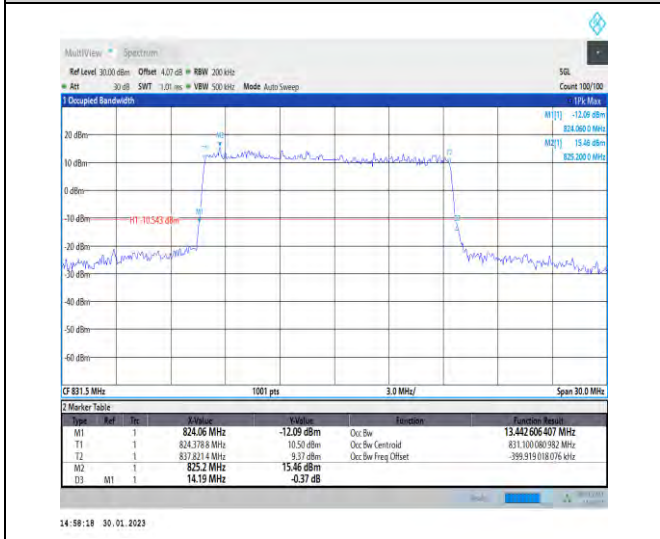 MultiView Spectrum
Ref Level 30.00 dBm Offset 4.07 dB RBW 200 kHz SGL
Att 30 dB SWT 1.01 ms VBW 500 kHz Mode Auto Sweep Count 100/100
1 Occupied Bandwidth 1Pk Max
M1[1] -12.09 dBm
824.060 0 MHz
M2[1] 15.46 dBm
825.200 0 MHz
20 dBm
M2
T1
T2
10 dBm
0 dBm
M1
-10 dBm
H1 -10.543 dBm
D3
-20 dBm
-30 dBm
-40 dBm
-50 dBm
-60 dBm
CF 831.5 MHz 1001 pts 3.0 MHz/ Span 30.0 MHz
2 Marker Table
Type Ref Trc X-Value Y-Value Function Function Result
M1 1 824.06 MHz -12.09 dBm Occ Bw 13.442 606 407 MHz
T1 1 824.378 8 MHz 10.50 dBm Occ Bw Centroid 831.100 080 982 MHz
T2 1 837.821 4 MHz 9.37 dBm Occ Bw Freq Offset -399.919 018 076 kHz
M2 1 825.2 MHz 15.46 dBm
D3 M1 1 14.19 MHz -0.37 dB
14:58:18 30.01.2023